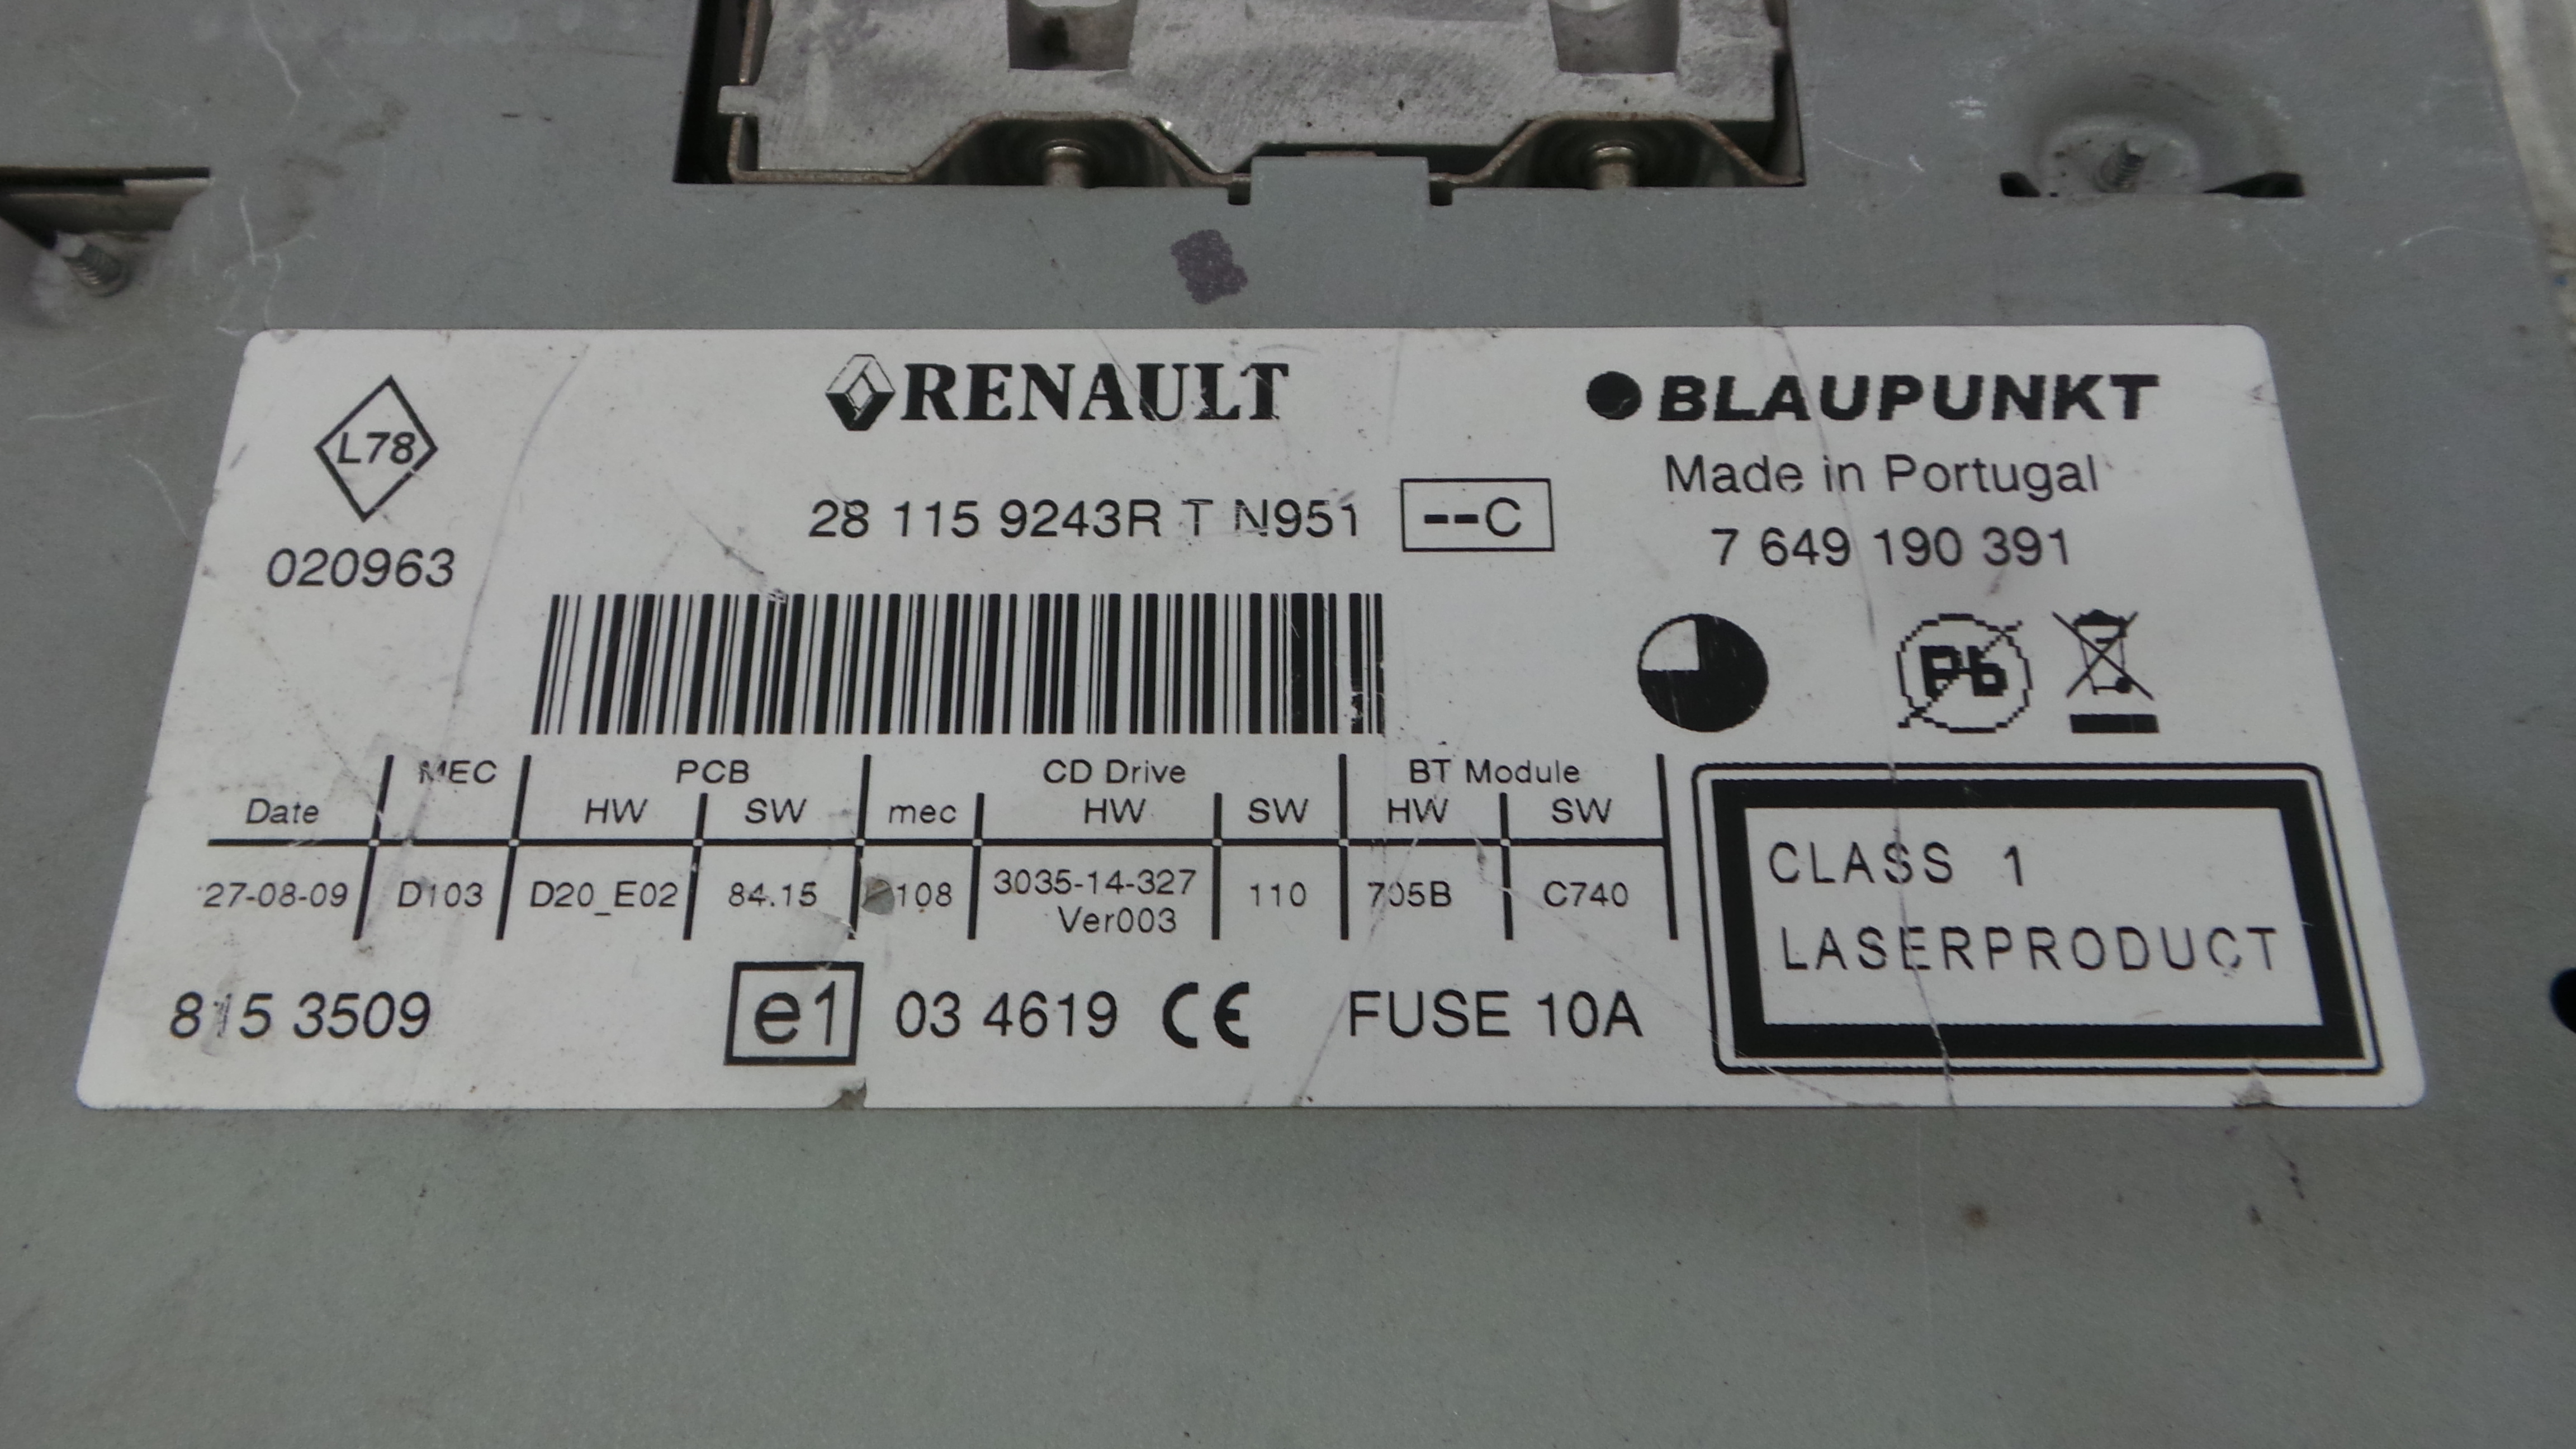 RENAULT
BLAUPUNKT
L78
Made in Portugal
28 115 9243R T N951 --C
7 649 190 391
020963
Pb
MEC PCB CD Drive BT Module
Date HW SW mec HW SW HW SW
27-08-09 D103 D20_E02 84.15 108 3035-14-327 110 705B C740
Ver003
CLASS 1
LASERPRODUCT
815 3509 e1 03 4619 CE FUSE 10A